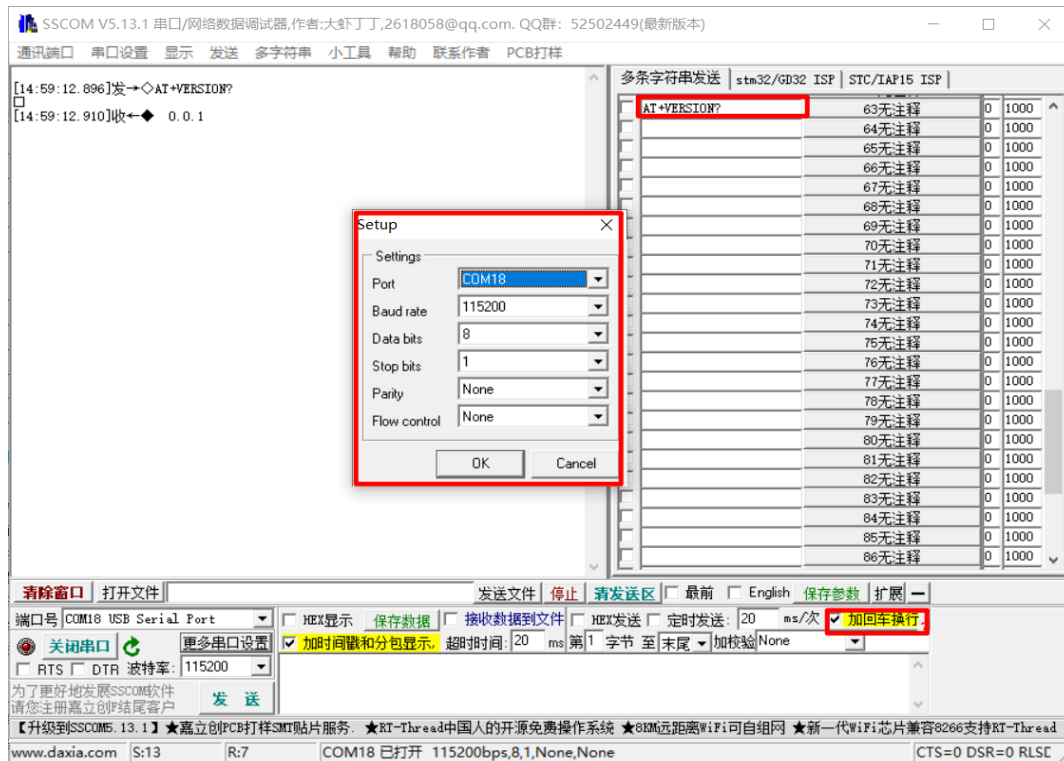 SSCOM V5.13.1 串口/网络数据调试器,作者:大虾丁丁,2618058@qq.com. QQ群: 52502449(最新版本)
通讯端口 串口设置 显示 发送 多字符串 小工具 帮助 联系作者 PCB打样
[14:59:12.896]发→◇AT+VERSION?
□
[14:59:12.910]收←◆ 0.0.1
多条字符串发送 stm32/GD32 ISP STC/IAP15 ISP
AT+VERSION? 63无注释 0 1000
64无注释 0 1000
65无注释 0 1000
66无注释 0 1000
67无注释 0 1000
68无注释 0 1000
69无注释 0 1000
70无注释 0 1000
71无注释 0 1000
72无注释 0 1000
73无注释 0 1000
74无注释 0 1000
75无注释 0 1000
76无注释 0 1000
77无注释 0 1000
78无注释 0 1000
79无注释 0 1000
80无注释 0 1000
81无注释 0 1000
82无注释 0 1000
83无注释 0 1000
84无注释 0 1000
85无注释 0 1000
86无注释 0 1000
Setup
Settings
Port COM18
Baud rate 115200
Data bits 8
Stop bits 1
Parity None
Flow control None
OK Cancel
清除窗口 打开文件 发送文件 停止 清发送区 最前 English 保存参数 扩展 —
端口号 COM18 USB Serial Port HEX显示 保存数据 接收数据到文件 HEX发送 定时发送: 20 ms/次 加回车换行
关闭串口 更多串口设置 加时间戳和分包显示, 超时时间: 20 ms 第1 字节 至 末尾 加校验 None
RTS DTR 波特率: 115200
为了更好地发展SSCOM软件
请您注册嘉立创F结尾客户
发 送
【升级到SSCOM5.13.1】★嘉立创PCB打样SMT贴片服务. ★RT-Thread中国人的开源免费操作系统 ★8KM远距离WiFi可自组网 ★新一代WiFi芯片兼容8266支持RT-Thread
www.daxia.com S:13 R:7 COM18 已打开 115200bps,8,1,None,None CTS=0 DSR=0 RLSD